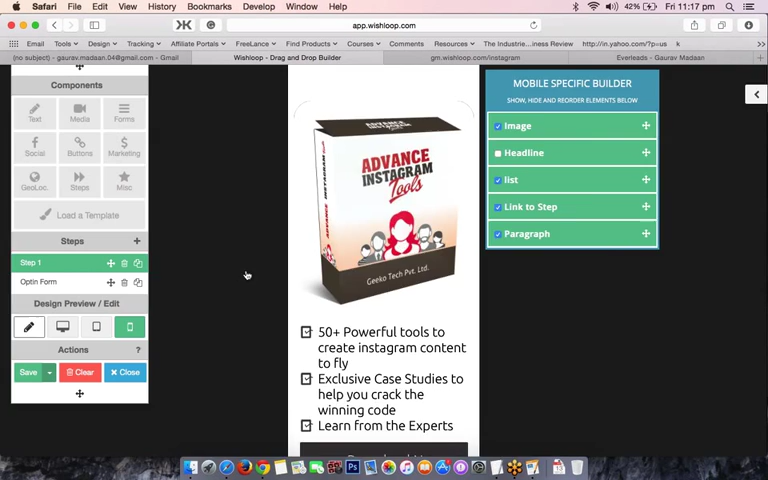 Safari File Edit View History Bookmarks Develop Window Help 42% Fri 11:17 pm
app.wishloop.com
Email Tools Design Tracking Affiliate Portals FreeLance Find Products Courses Comments Resources The Industrie...iness Review http://in.yahoo.com/?p=us k
(no subject) - gaurav.madaan.04@gmail.com - Gmail Wishloop - Drag and Drop Builder gm.wishloop.com/instagram Everleads - Gaurav Madaan
Components
Text Media Forms
Social Buttons Marketing
GeoLoc. Steps Misc
Load a Template
Steps +
Step 1
Optin Form
Design Preview / Edit
Actions ?
Save Clear Close
ADVANCE
INSTAGRAM
Tools
Geeko Tech Pvt. Ltd.
50+ Powerful tools to
create instagram content
to fly
Exclusive Case Studies to
help you crack the
winning code
Learn from the Experts
MOBILE SPECIFIC BUILDER
SHOW, HIDE AND REORDER ELEMENTS BELOW
Image
Headline
list
Link to Step
Paragraph